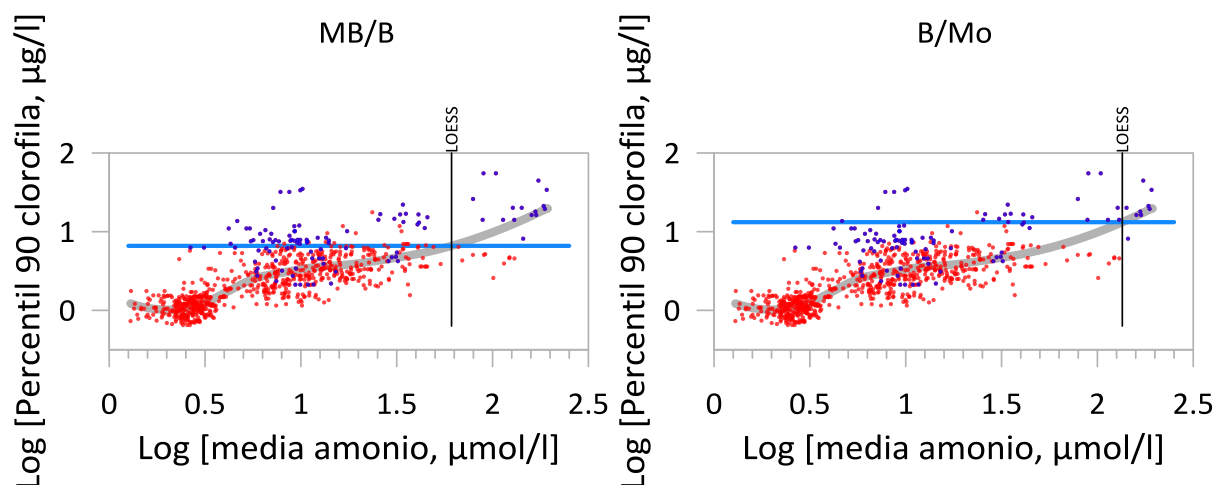 MB/B
Log [Percentil 90 clorofila, µg/l]
LOESS
2
1
0
0 0.5 1 1.5 2 2.5
Log [media amonio, µmol/l]
B/Mo
Log [Percentil 90 clorofila, µg/l]
LOESS
2
1
0
0 0.5 1 1.5 2 2.5
Log [media amonio, µmol/l]